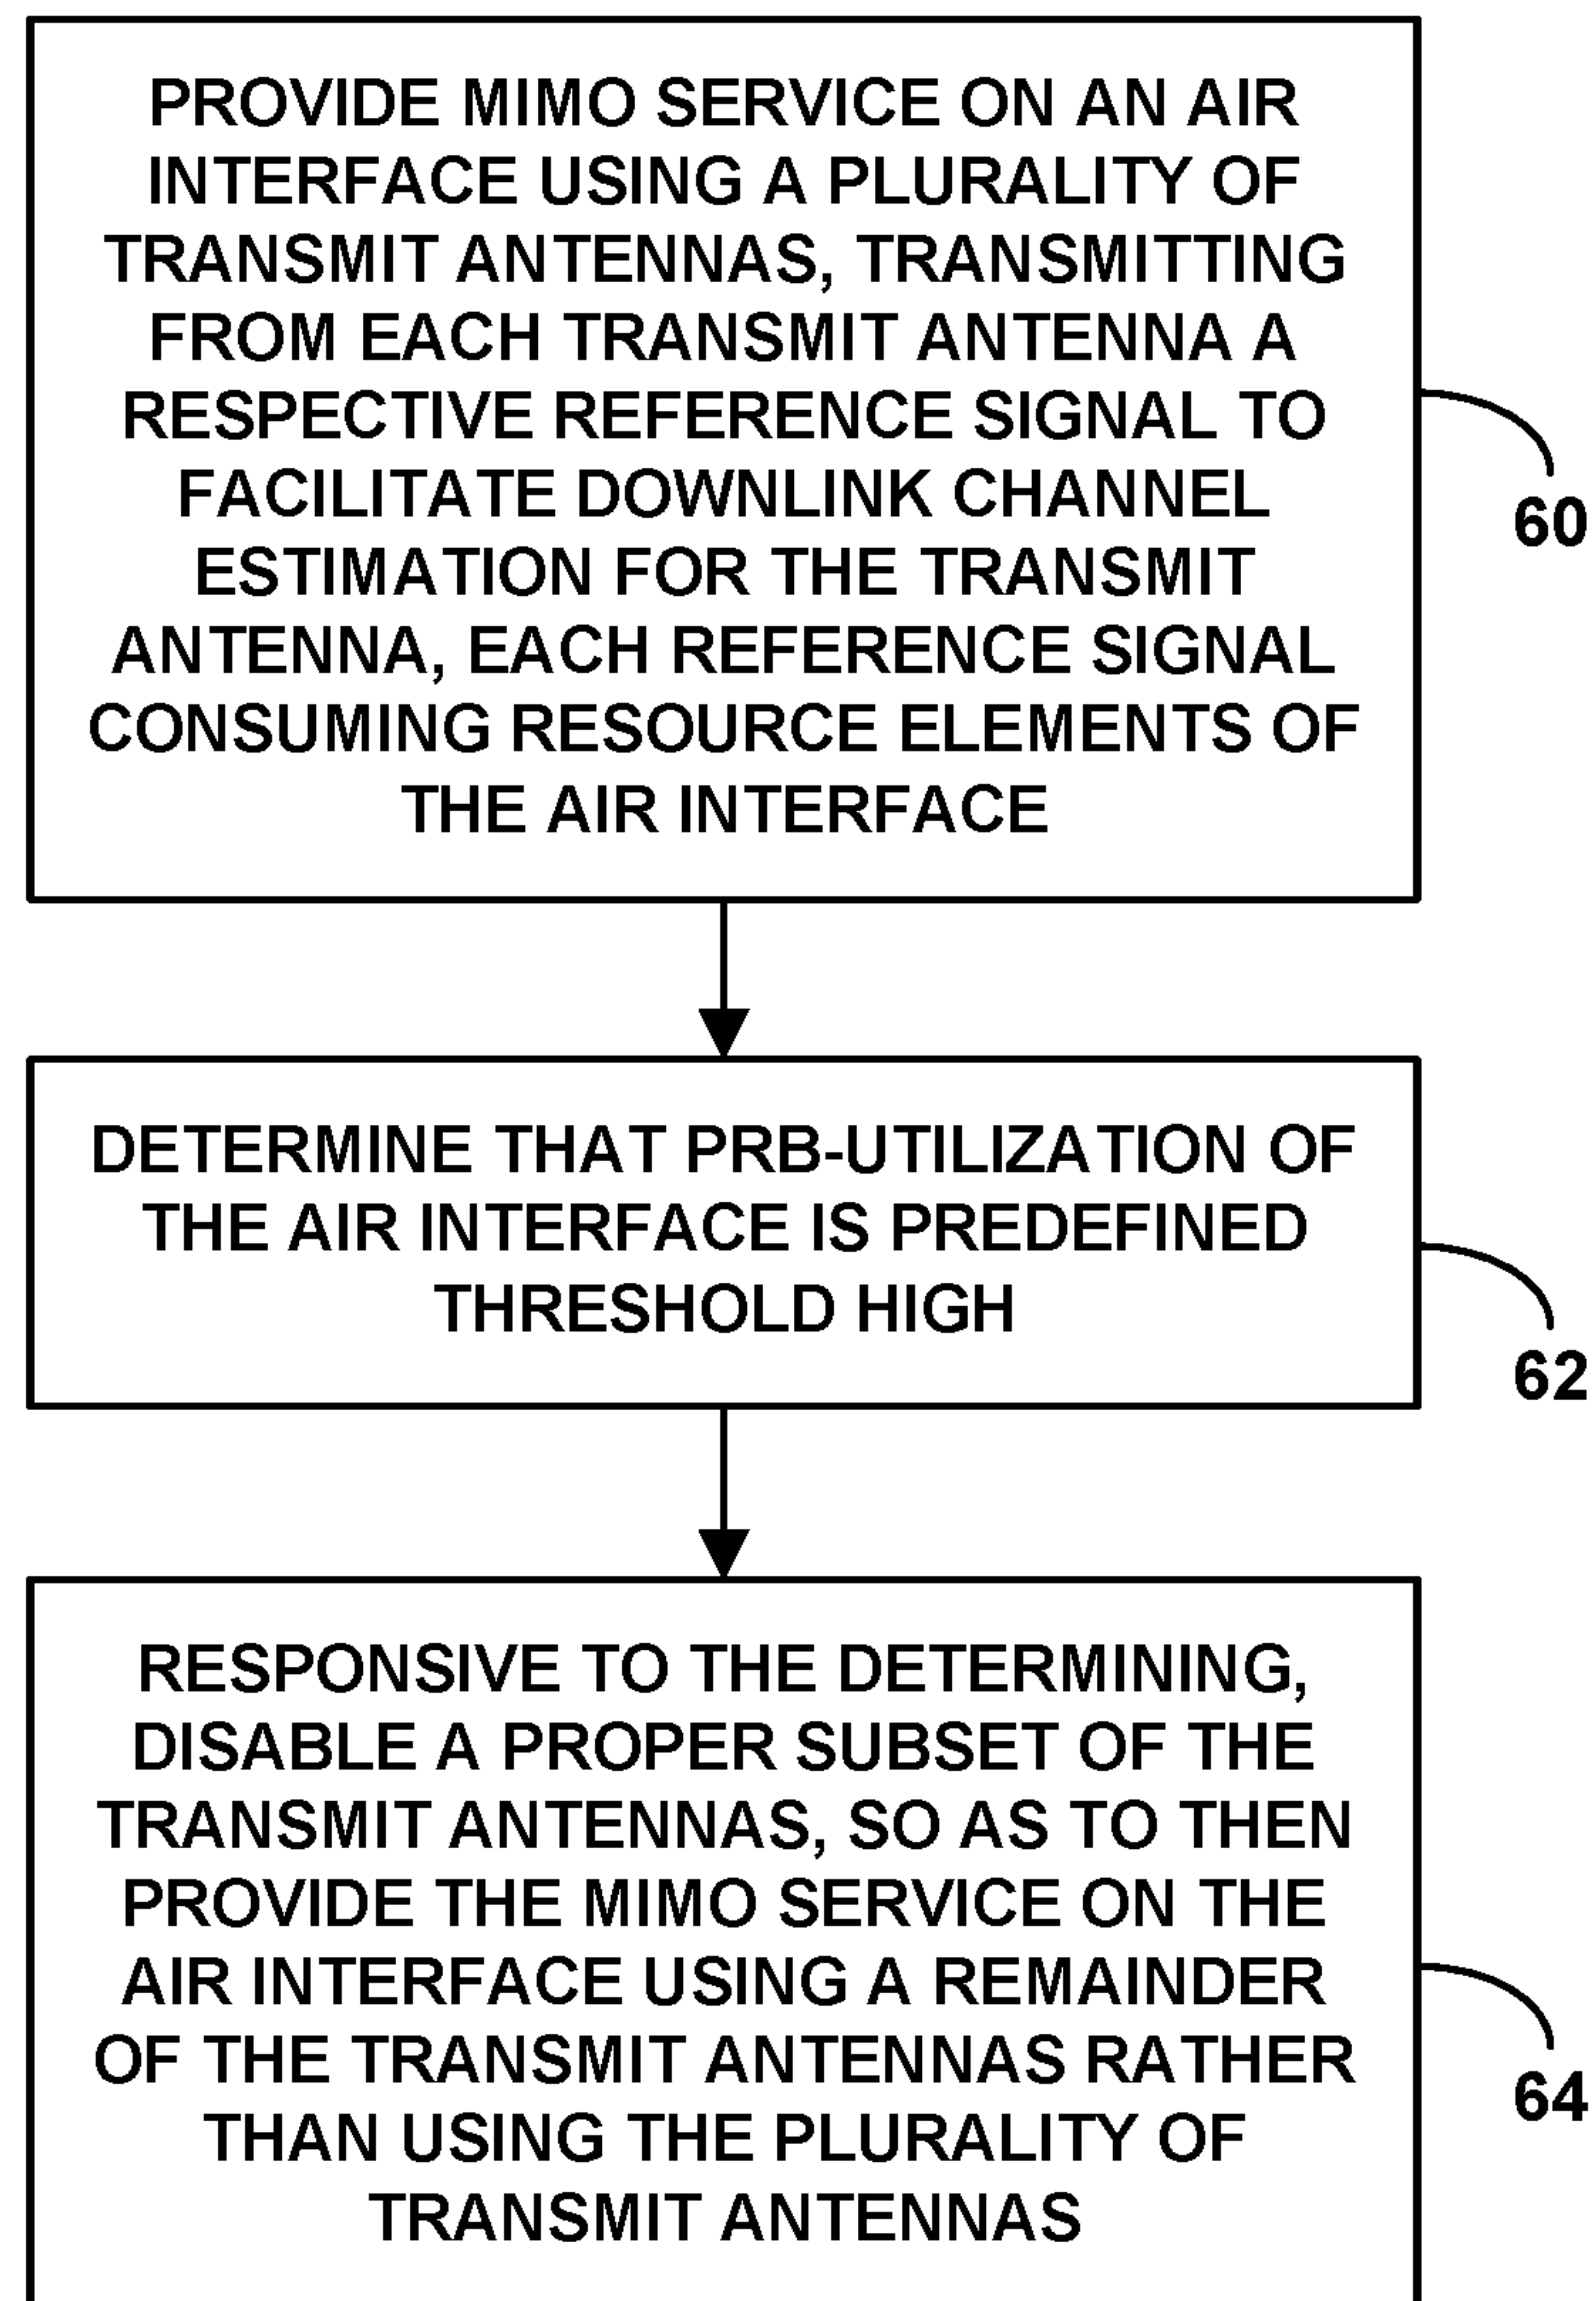 PROVIDE MIMO SERVICE ON AN AIR
INTERFACE USING A PLURALITY OF
TRANSMIT ANTENNAS, TRANSMITTING
FROM EACH TRANSMIT ANTENNA A
RESPECTIVE REFERENCE SIGNAL TO
FACILITATE DOWNLINK CHANNEL
ESTIMATION FOR THE TRANSMIT
ANTENNA, EACH REFERENCE SIGNAL
CONSUMING RESOURCE ELEMENTS OF
THE AIR INTERFACE
60
DETERMINE THAT PRB-UTILIZATION OF
THE AIR INTERFACE IS PREDEFINED
THRESHOLD HIGH
62
RESPONSIVE TO THE DETERMINING,
DISABLE A PROPER SUBSET OF THE
TRANSMIT ANTENNAS, SO AS TO THEN
PROVIDE THE MIMO SERVICE ON THE
AIR INTERFACE USING A REMAINDER
OF THE TRANSMIT ANTENNAS RATHER
THAN USING THE PLURALITY OF
TRANSMIT ANTENNAS
64